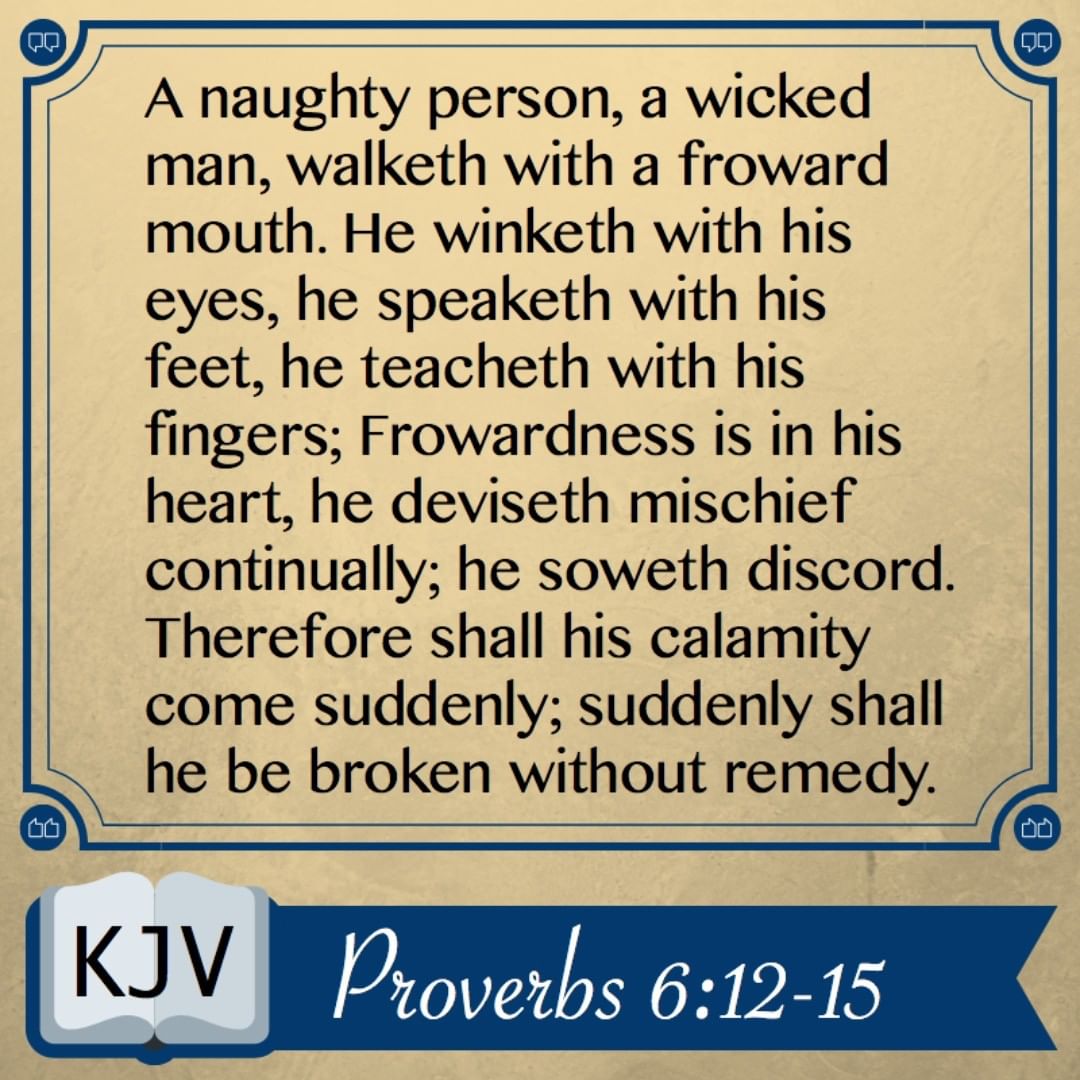 A naughty person, a wicked
man, walketh with a froward
mouth. He winketh with his
eyes, he speaketh with his
feet, he teacheth with his
fingers; Frowardness is in his
heart, he deviseth mischief
continually; he soweth discord.
Therefore shall his calamity
come suddenly; suddenly shall
he be broken without remedy.
KJV
Proverbs 6:12-15